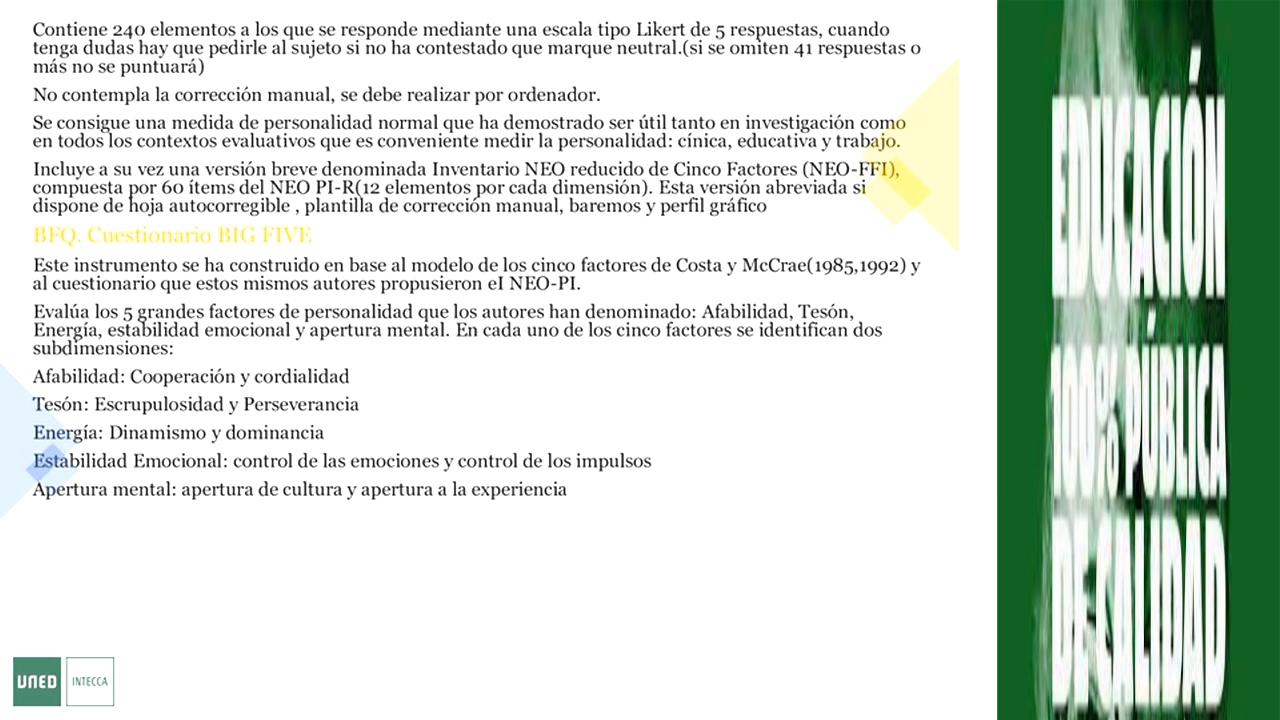 Contiene 240 elementos a los que se responde mediante una escala tipo Likert de 5 respuestas, cuando
tenga dudas hay que pedirle al sujeto si no ha contestado que marque neutral.(si se omiten 41 respuestas o
más no se puntuará)
No contempla la corrección manual, se debe realizar por ordenador.
Se consigue una medida de personalidad normal que ha demostrado ser útil tanto en investigación como
en todos los contextos evaluativos que es conveniente medir la personalidad: cínica, educativa y trabajo.
Incluye a su vez una versión breve denominada Inventario NEO reducido de Cinco Factores (NEO-FFI),
compuesta por 60 ítems del NEO PI-R(12 elementos por cada dimensión). Esta versión abreviada si
dispone de hoja autocorregible , plantilla de corrección manual, baremos y perfil gráfico
BFQ. Cuestionario BIG FIVE
Este instrumento se ha construido en base al modelo de los cinco factores de Costa y McCrae(1985,1992) y
al cuestionario que estos mismos autores propusieron eI NEO-PI.
Evalúa los 5 grandes factores de personalidad que los autores han denominado: Afabilidad, Tesón,
Energía, estabilidad emocional y apertura mental. En cada uno de los cinco factores se identifican dos
subdimensiones:
Afabilidad: Cooperación y cordialidad
Tesón: Escrupulosidad y Perseverancia
Energía: Dinamismo y dominancia
Estabilidad Emocional: control de las emociones y control de los impulsos
Apertura mental: apertura de cultura y apertura a la experiencia
UNED INTECCA
EDUCACIÓN
100% PÚBLICA
DE CALIDAD